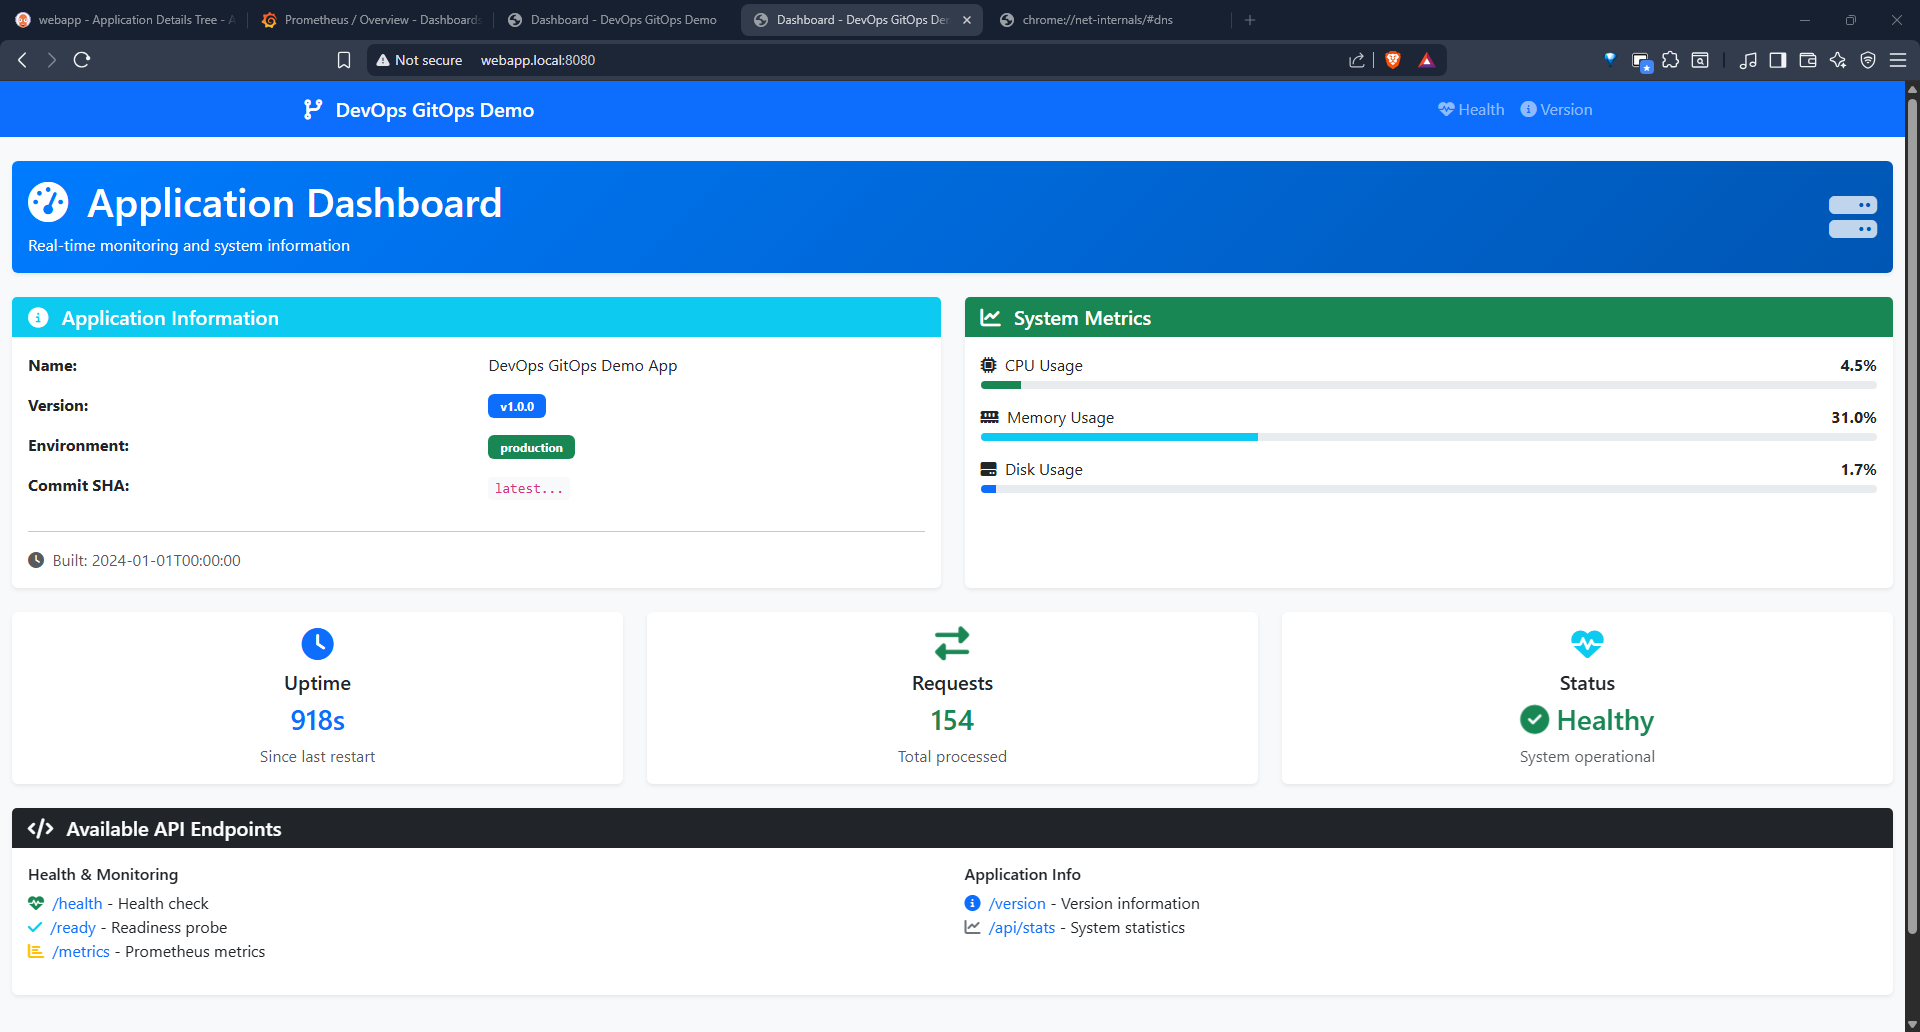 webapp - Application Details Tree - A
Prometheus / Overview - Dashboards
Dashboard - DevOps GitOps Demo
Dashboard - DevOps GitOps De
chrome://net-internals/#dns
Not secure
webapp.local:8080
DevOps GitOps Demo
Health
Version
Application Dashboard
Real-time monitoring and system information
Application Information
Name:
DevOps GitOps Demo App
Version:
v1.0.0
Environment:
production
Commit SHA:
latest...
Built: 2024-01-01T00:00:00
System Metrics
CPU Usage
4.5%
Memory Usage
31.0%
Disk Usage
1.7%
Uptime
918s
Since last restart
Requests
154
Total processed
Status
Healthy
System operational
Available API Endpoints
Health & Monitoring
/health - Health check
/ready - Readiness probe
/metrics - Prometheus metrics
Application Info
/version - Version information
/api/stats - System statistics